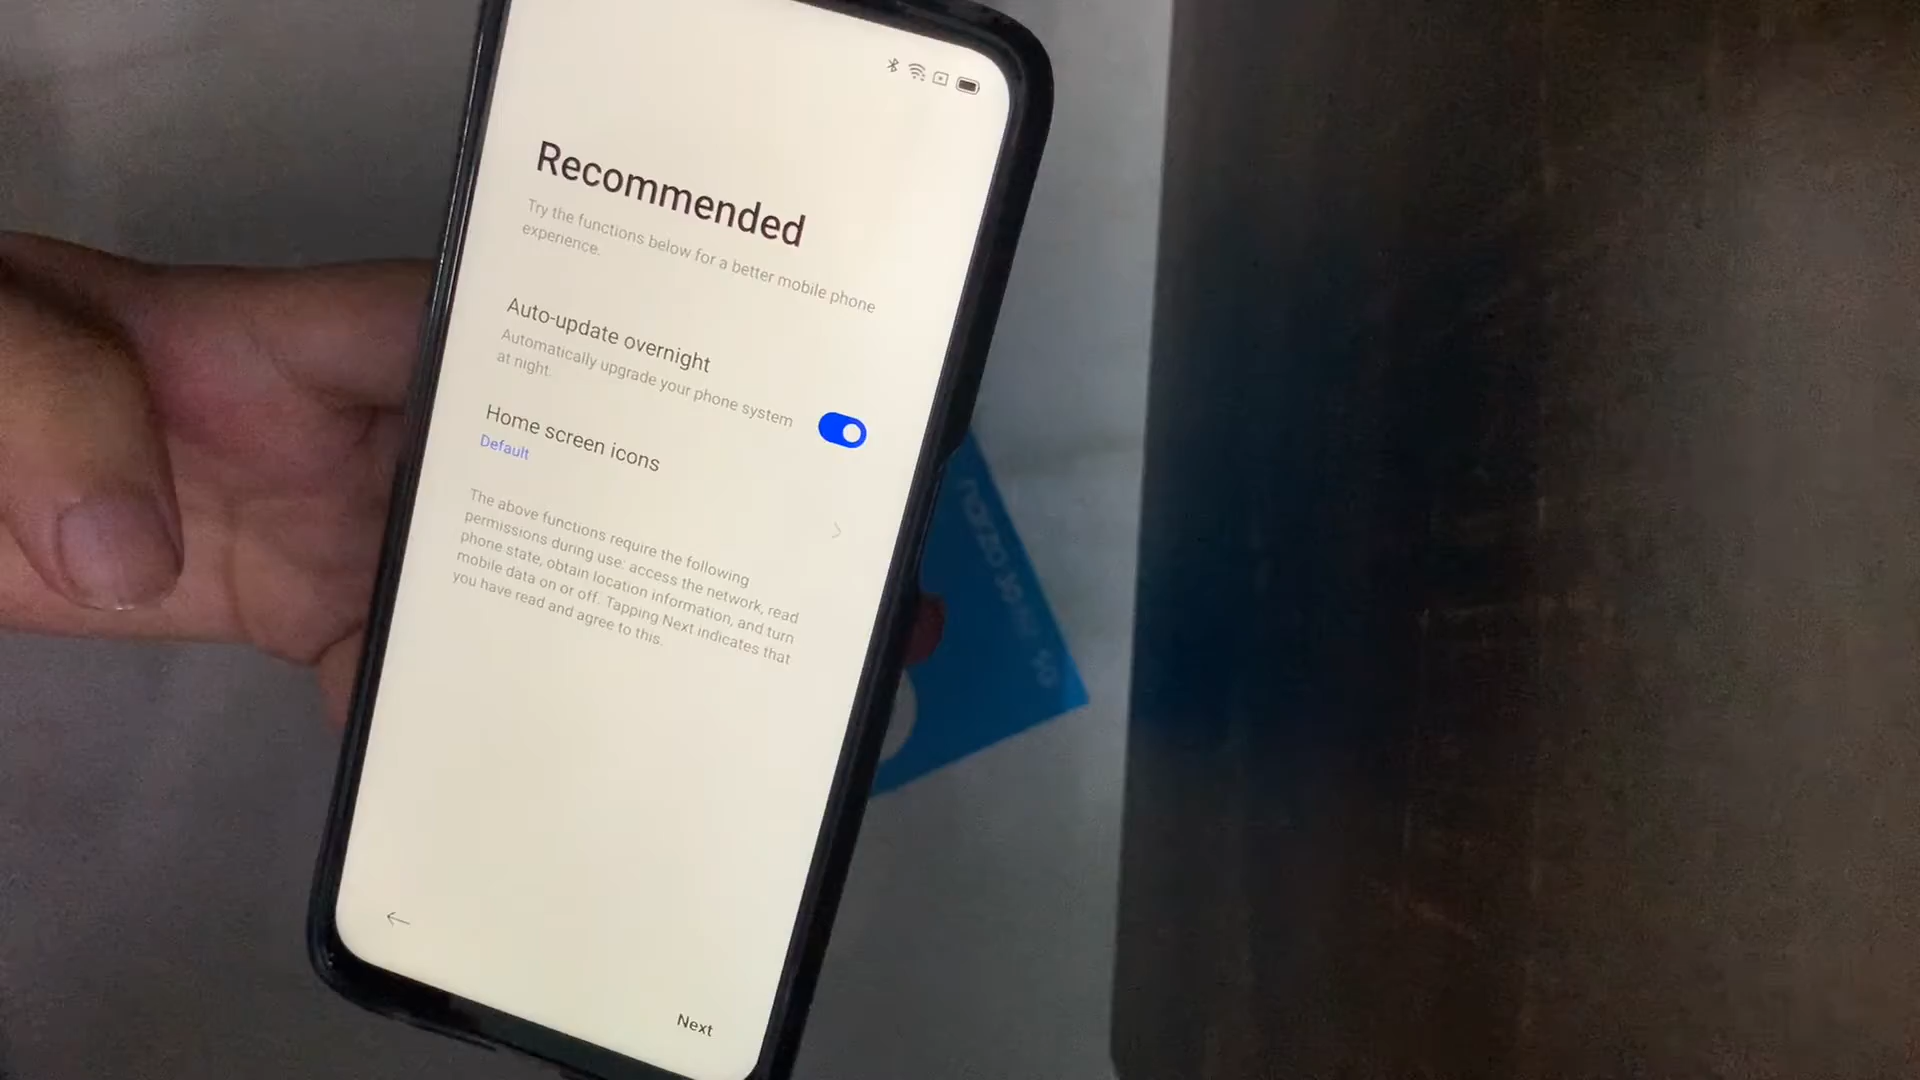 Recommended
Try the functions below for a better mobile phone
experience.
Auto-update overnight
Automatically upgrade your phone system
at night.
Home screen icons
Default
The above functions require the following
permissions during use: access the network, read
phone state, obtain location information, and turn
mobile data on or off. Tapping Next indicates that
you have read and agree to this.
Next
narzo 50
5G